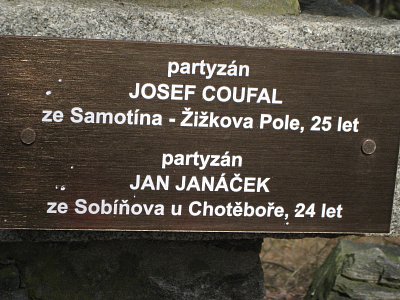 partyzán
JOSEF COUFAL
ze Samotína - Žižkova Pole, 25 let
partyzán
JAN JANÁČEK
ze Sobíňova u Chotěboře, 24 let